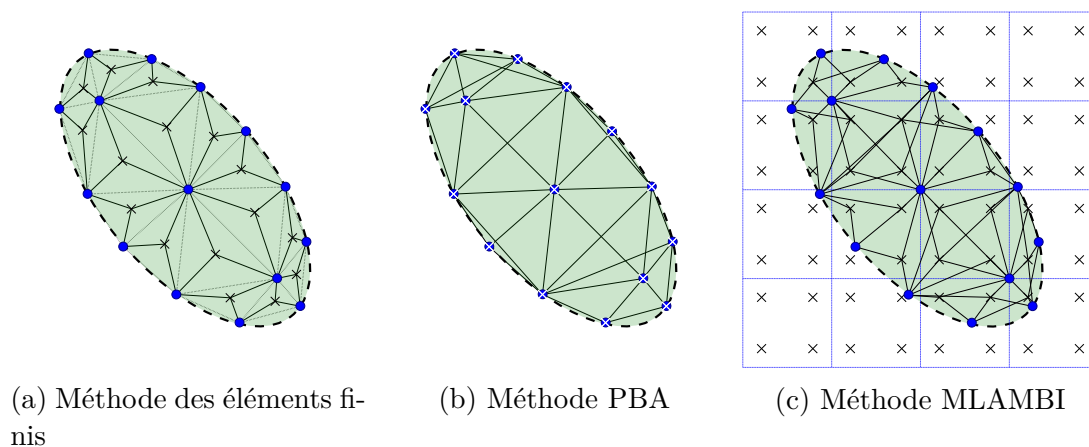 (a) Méthode des éléments fi-
nis
(b) Méthode PBA
(c) Méthode MLAMBI